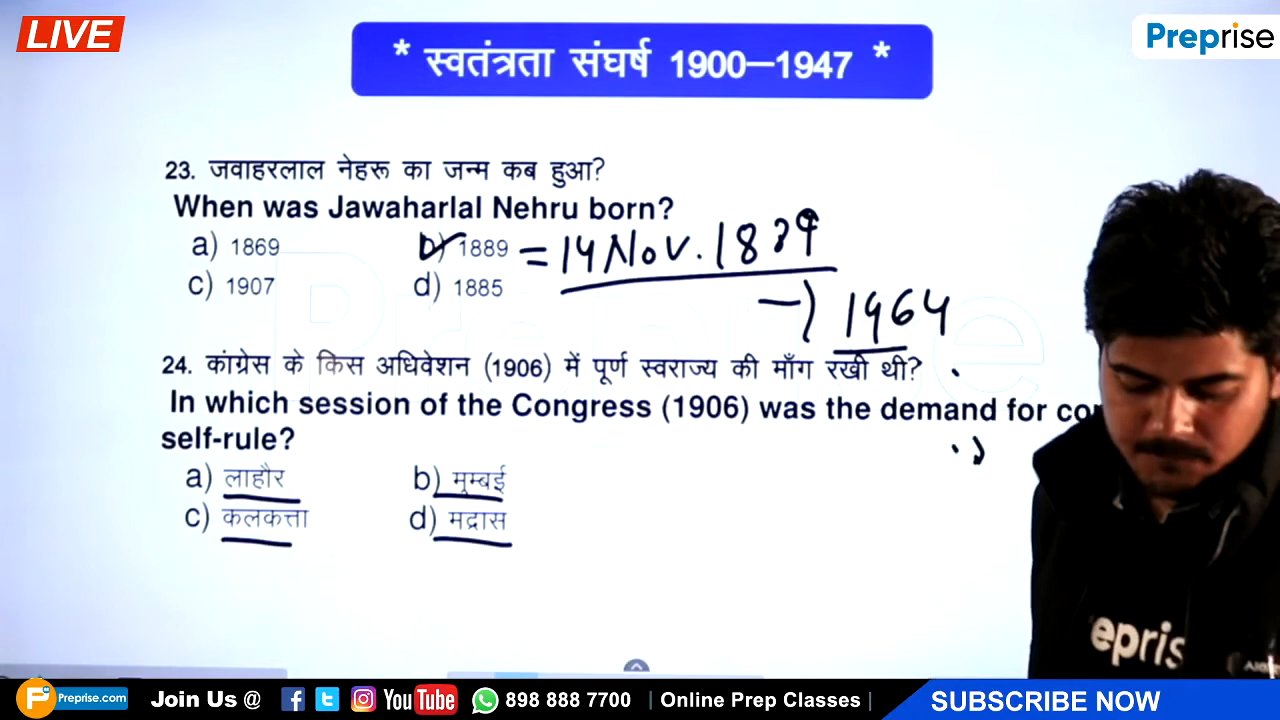 LIVE
Preprise
* स्वतंत्रता संघर्ष 1900–1947 *
23. जवाहरलाल नेहरू का जन्म कब हुआ?
When was Jawaharlal Nehru born?
a) 1869 b) 1889 = 14 Nov. 1889
c) 1907 d) 1885
→ 1964
24. कांग्रेस के किस अधिवेशन (1906) में पूर्ण स्वराज्य की माँग रखी थी?
In which session of the Congress (1906) was the demand for
self-rule?
a) लाहौर b) मुम्बई
c) कलकत्ता d) मद्रास
epris
Preprise.com Join Us @ YouTube 898 888 7700 | Online Prep Classes | SUBSCRIBE NOW